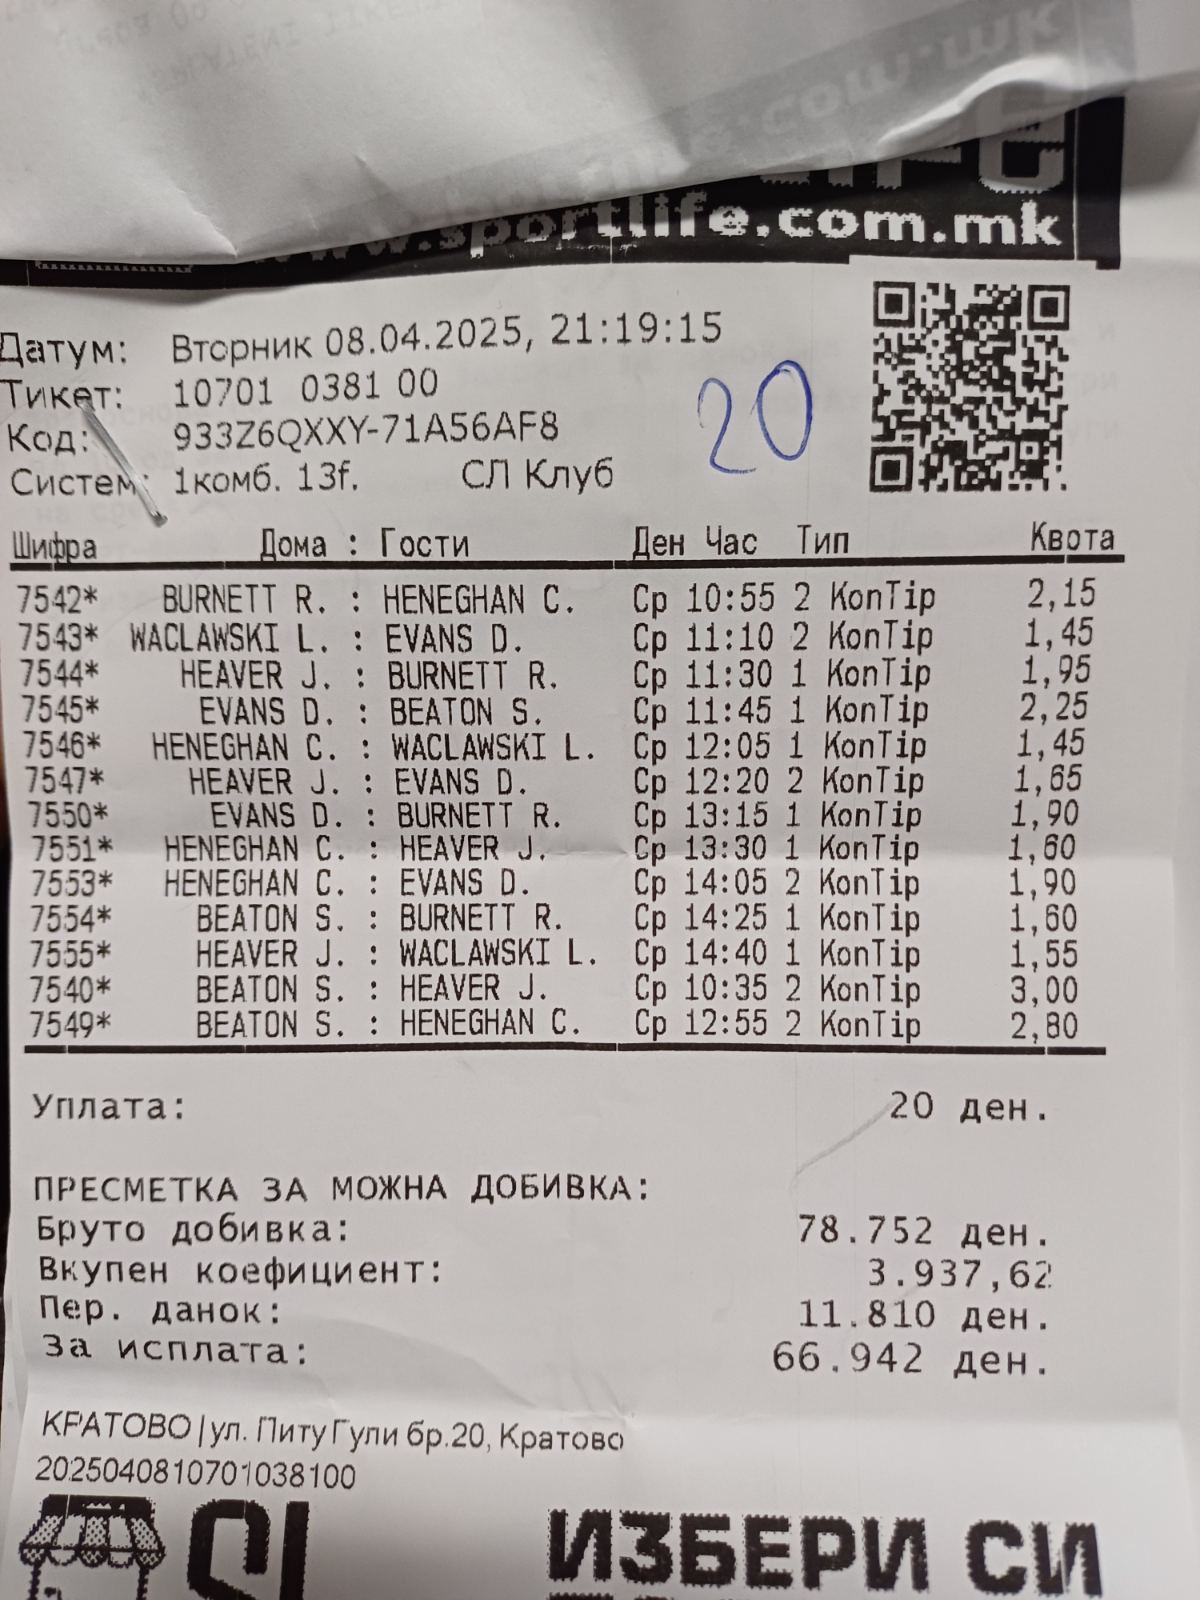 www.sportlife.com.mk
Датум: Вторник 08.04.2025, 21:19:15
Тикет: 10701 0381 00
Код: 933Z6QXXY-71A56AF8
Систем: 1комб. 13f. СЛ Клуб
20
Шифра Дома : Гости Ден Час Тип Квота
7542* BURNETT R. : HENEGHAN C. Ср 10:55 2 KonTip 2,15
7543* WACLAWSKI L. : EVANS D. Ср 11:10 2 KonTip 1,45
7544* HEAVER J. : BURNETT R. Ср 11:30 1 KonTip 1,95
7545* EVANS D. : BEATON S. Ср 11:45 1 KonTip 2,25
7546* HENEGHAN C. : WACLAWSKI L. Ср 12:05 1 KonTip 1,45
7547* HEAVER J. : EVANS D. Ср 12:20 2 KonTip 1,65
7550* EVANS D. : BURNETT R. Ср 13:15 1 KonTip 1,90
7551* HENEGHAN C. : HEAVER J. Ср 13:30 1 KonTip 1,60
7553* HENEGHAN C. : EVANS D. Ср 14:05 2 KonTip 1,90
7554* BEATON S. : BURNETT R. Ср 14:25 1 KonTip 1,60
7555* HEAVER J. : WACLAWSKI L. Ср 14:40 1 KonTip 1,55
7540* BEATON S. : HEAVER J. Ср 10:35 2 KonTip 3,00
7549* BEATON S. : HENEGHAN C. Ср 12:55 2 KonTip 2,80
Уплата: 20 ден.
ПРЕСМЕТКА ЗА МОЖНА ДОБИВКА:
Бруто добивка: 78.752 ден.
Вкупен коефициент: 3.937,62
Пер. данок: 11.810 ден.
За исплата: 66.942 ден.
КРАТОВО|ул. Питу Гули бр.20, Кратово
2025040810701038100
ИЗБЕРИ СИ